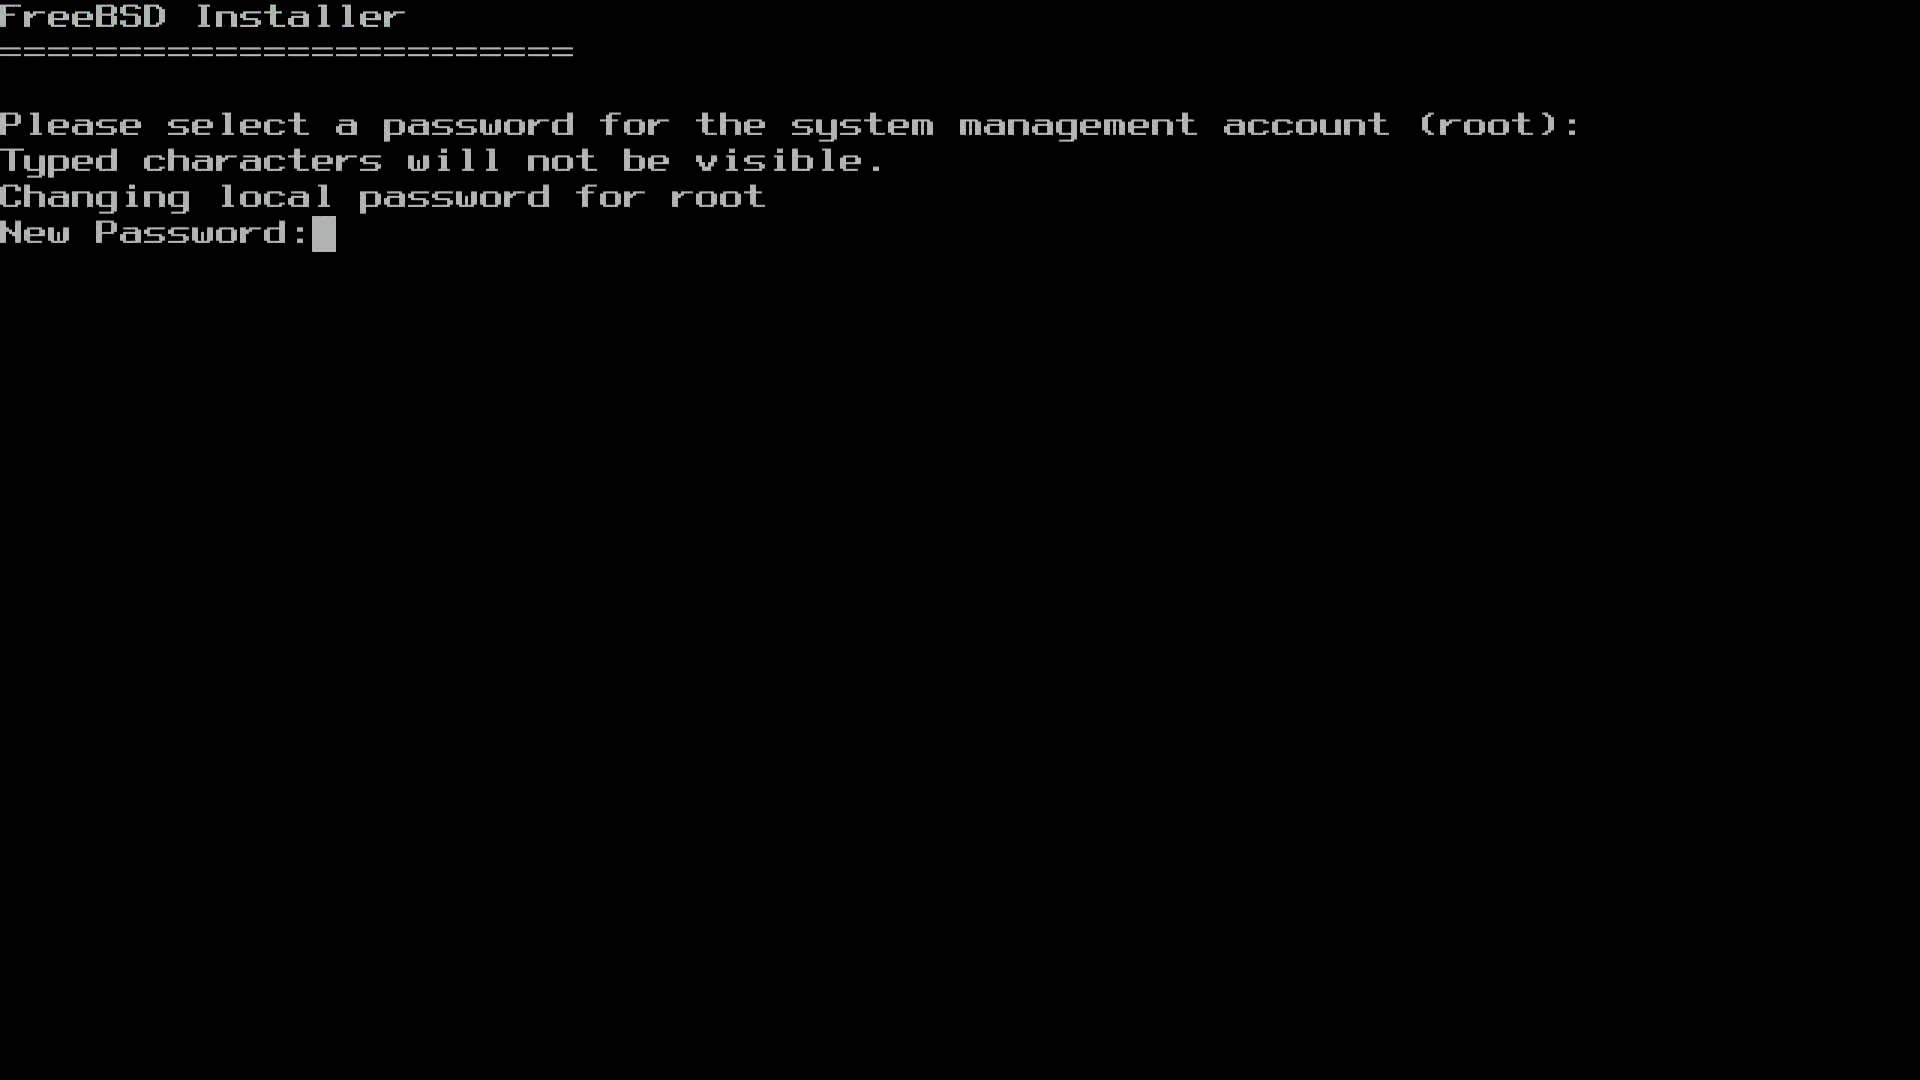 FreeBSD Installer
========================
Please select a password for the system management account (root):
Typed characters will not be visible.
Changing local password for root
New Password: